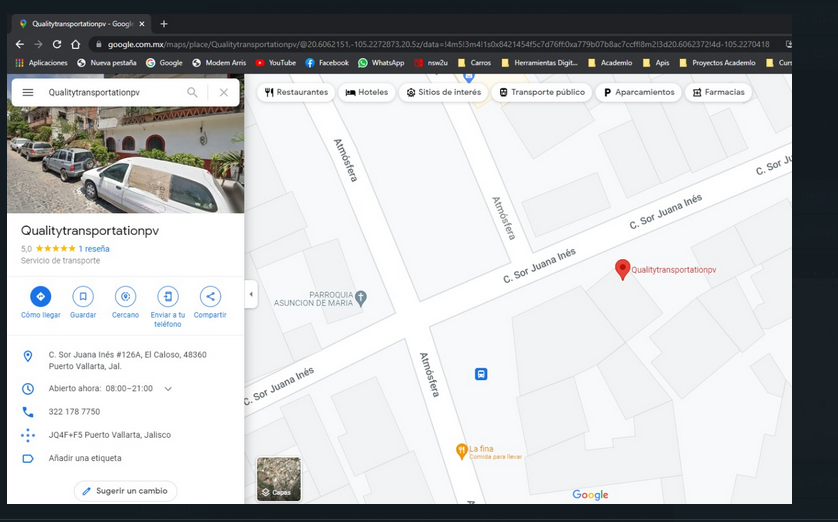 Qualitytransportationpv - Google
google.com.mx/maps/place/Qualitytransportationpv/@20.6062151,-105.2272873,20.5z/data=!4m5!3m4!1s0x8421454f5c7d76ff:0xa779b07b8ac7ccff!8m2!3d20.6062372!4d-105.2270418
Aplicaciones
Nueva pestaña
Google
Modem Arris
YouTube
Facebook
WhatsApp
nsw2u
Carros
Herramientas Digit...
Academlo
Apis
Proyectos Academlo
Qualitytransportationpv
Restaurantes
Hoteles
Sitios de interés
Transporte público
Aparcamientos
Farmacias
Qualitytransportationpv
5,0 1 reseña
Servicio de transporte
Cómo llegar
Guardar
Cercano
Enviar a tu
teléfono
Compartir
C. Sor Juana Inés #126A, El Caloso, 48360
Puerto Vallarta, Jal.
Abierto ahora: 08:00–21:00
322 178 7750
JQ4F+F5 Puerto Vallarta, Jalisco
Añadir una etiqueta
Sugerir un cambio
Atmósfera
Atmósfera
C. Sor Ju
C. Sor Juana Inés
C. Sor Juana Inés
Qualitytransportationpv
PARROQUIA
ASUNCION DE MARIA
C. Sor Juana Inés
Atmósfera
La fina
Comida para llevar
Capas
Google